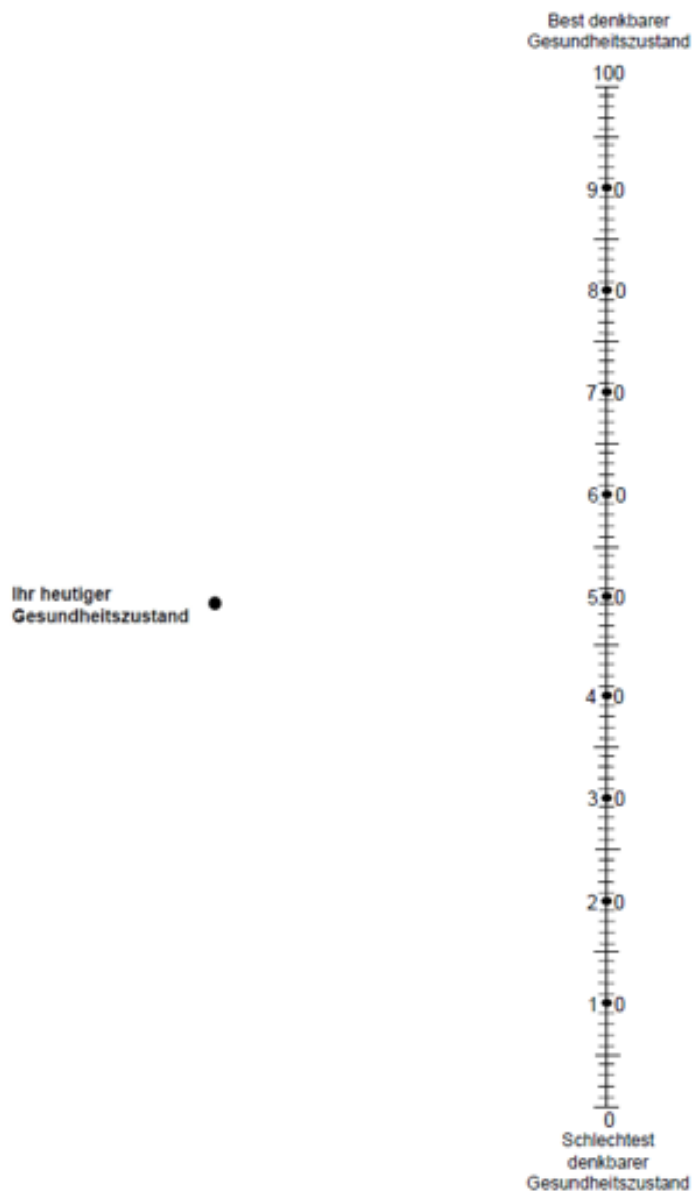 Best denkbarer
Gesundheitszustand
100
90
80
70
60
Ihr heutiger
Gesundheitszustand
50
40
30
20
10
0
Schlechtest
denkbarer
Gesundheitszustand